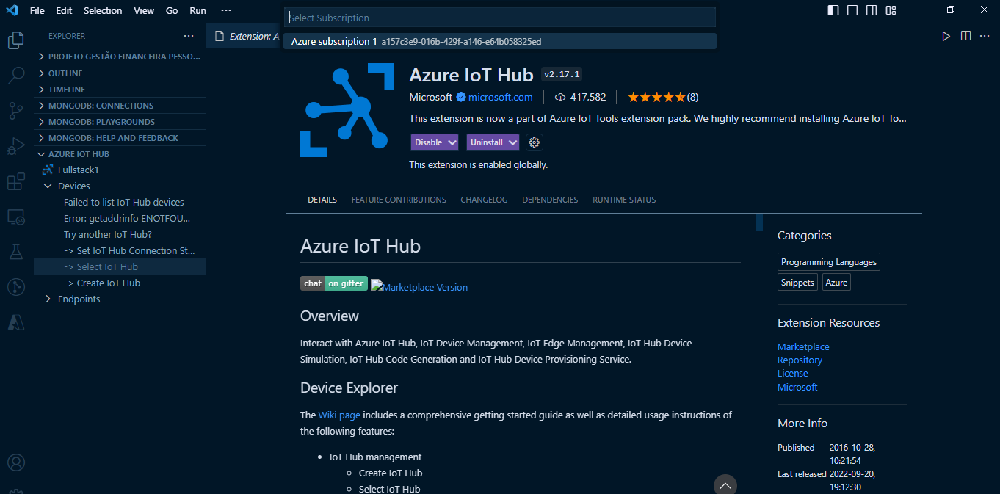 File Edit Selection View Go Run ···
Select Subscription
Azure subscription 1 a157c3e9-016b-429f-a146-e64b058325ed
EXPLORER ···
PROJETO GESTÃO FINANCEIRA PESSO...
OUTLINE
TIMELINE
MONGODB: CONNECTIONS
MONGODB: PLAYGROUNDS
MONGODB: HELP AND FEEDBACK
AZURE IOT HUB
Fullstack1
Devices
Failed to list IoT Hub devices
Error: getaddrinfo ENOTFOU...
Try another IoT Hub?
-> Set IoT Hub Connection St...
-> Select IoT Hub
-> Create IoT Hub
Endpoints
Extension: A
Azure IoT Hub v2.17.1
Microsoft microsoft.com 417,582 (8)
This extension is now a part of Azure IoT Tools extension pack. We highly recommend installing Azure IoT To...
Disable Uninstall
This extension is enabled globally.
DETAILS FEATURE CONTRIBUTIONS CHANGELOG DEPENDENCIES RUNTIME STATUS
Azure IoT Hub
chat on gitter Marketplace Version
Overview
Interact with Azure IoT Hub, IoT Device Management, IoT Edge Management, IoT Hub Device
Simulation, IoT Hub Code Generation and IoT Hub Device Provisioning Service.
Device Explorer
The Wiki page includes a comprehensive getting started guide as well as detailed usage instructions of
the following features:
• IoT Hub management
○ Create IoT Hub
○ Select IoT Hub
Categories
Programming Languages
Snippets Azure
Extension Resources
Marketplace
Repository
License
Microsoft
More Info
Published 2016-10-28,
10:21:54
Last released 2022-09-20,
19:12:30